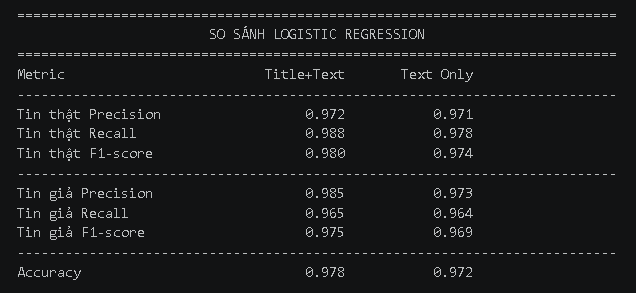 ======================================================================
SO SÁNH LOGISTIC REGRESSION
======================================================================
Metric Title+Text Text Only
----------------------------------------------------------------------
Tin thật Precision 0.972 0.971
Tin thật Recall 0.988 0.978
Tin thật F1-score 0.980 0.974
----------------------------------------------------------------------
Tin giả Precision 0.985 0.973
Tin giả Recall 0.965 0.964
Tin giả F1-score 0.975 0.969
----------------------------------------------------------------------
Accuracy 0.978 0.972